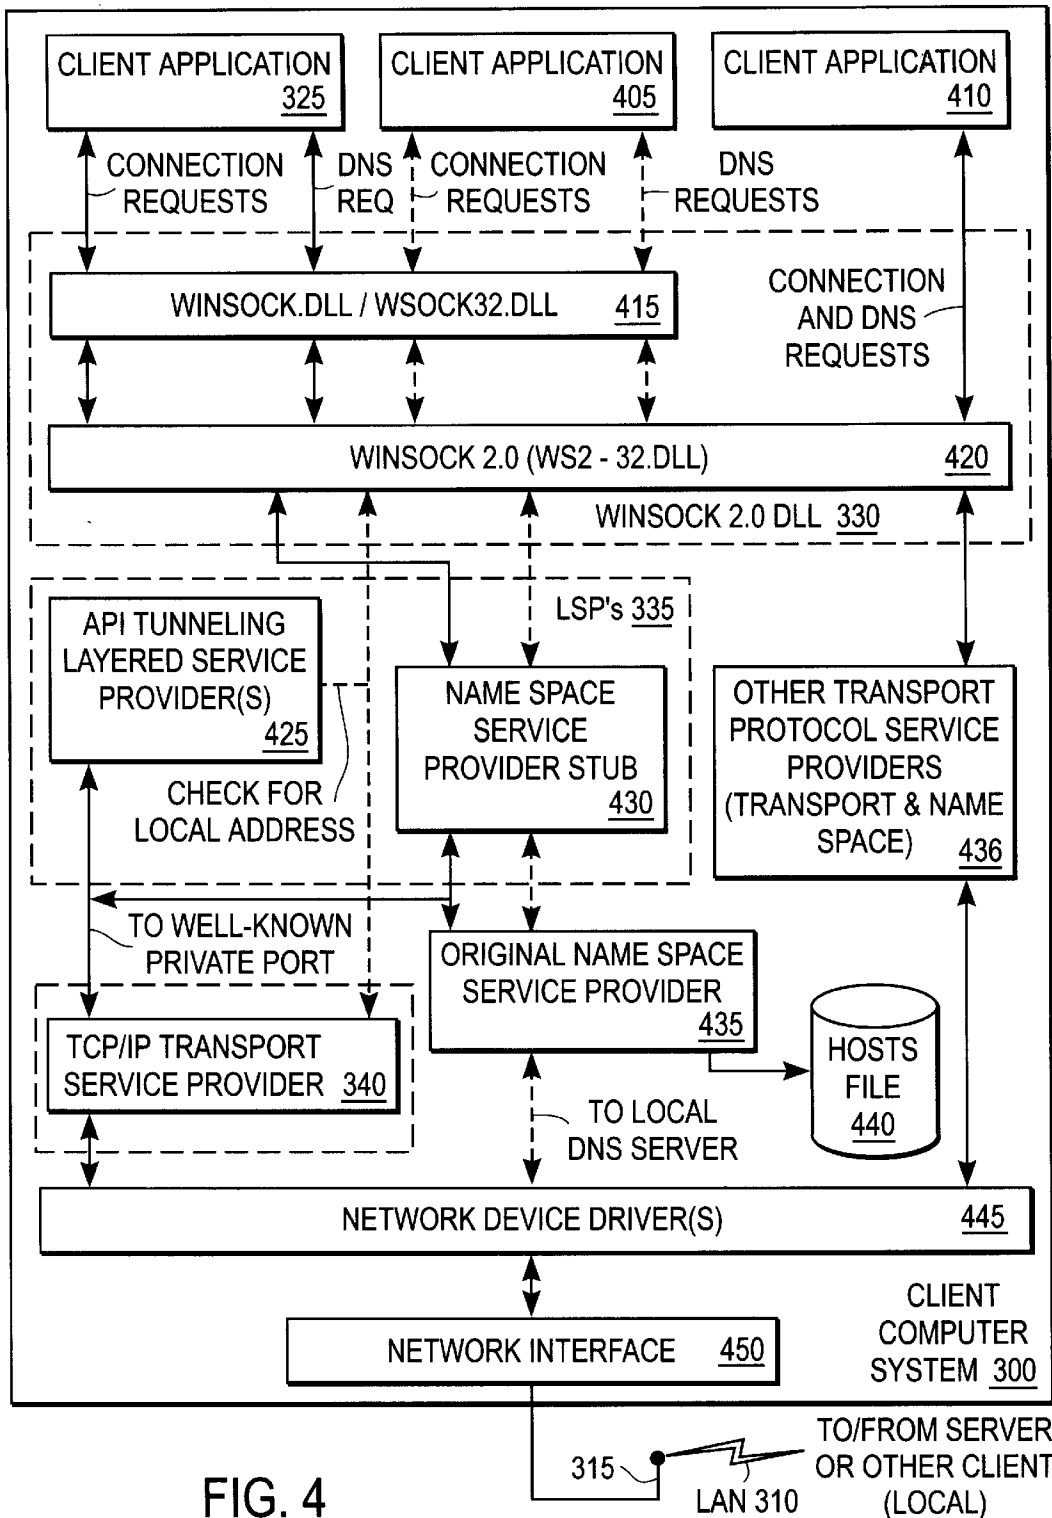 CLIENT APPLICATION
325
CLIENT APPLICATION
405
CLIENT APPLICATION
410
CONNECTION
REQUESTS
DNS
REQ
CONNECTION
REQUESTS
DNS
REQUESTS
WINSOCK.DLL / WSOCK32.DLL 415
CONNECTION
AND DNS
REQUESTS
WINSOCK 2.0 (WS2 - 32.DLL) 420
WINSOCK 2.0 DLL 330
LSP's 335
API TUNNELING
LAYERED SERVICE
PROVIDER(S)
425
NAME SPACE
SERVICE
PROVIDER STUB
430
OTHER TRANSPORT
PROTOCOL SERVICE
PROVIDERS
(TRANSPORT & NAME
SPACE) 436
CHECK FOR
LOCAL ADDRESS
TO WELL-KNOWN
PRIVATE PORT
ORIGINAL NAME SPACE
SERVICE PROVIDER
435
TCP/IP TRANSPORT
SERVICE PROVIDER 340
HOSTS
FILE
440
TO LOCAL
DNS SERVER
NETWORK DEVICE DRIVER(S) 445
NETWORK INTERFACE 450
CLIENT
COMPUTER
SYSTEM 300
315
LAN 310
TO/FROM SERVER
OR OTHER CLIENT
(LOCAL)
FIG. 4